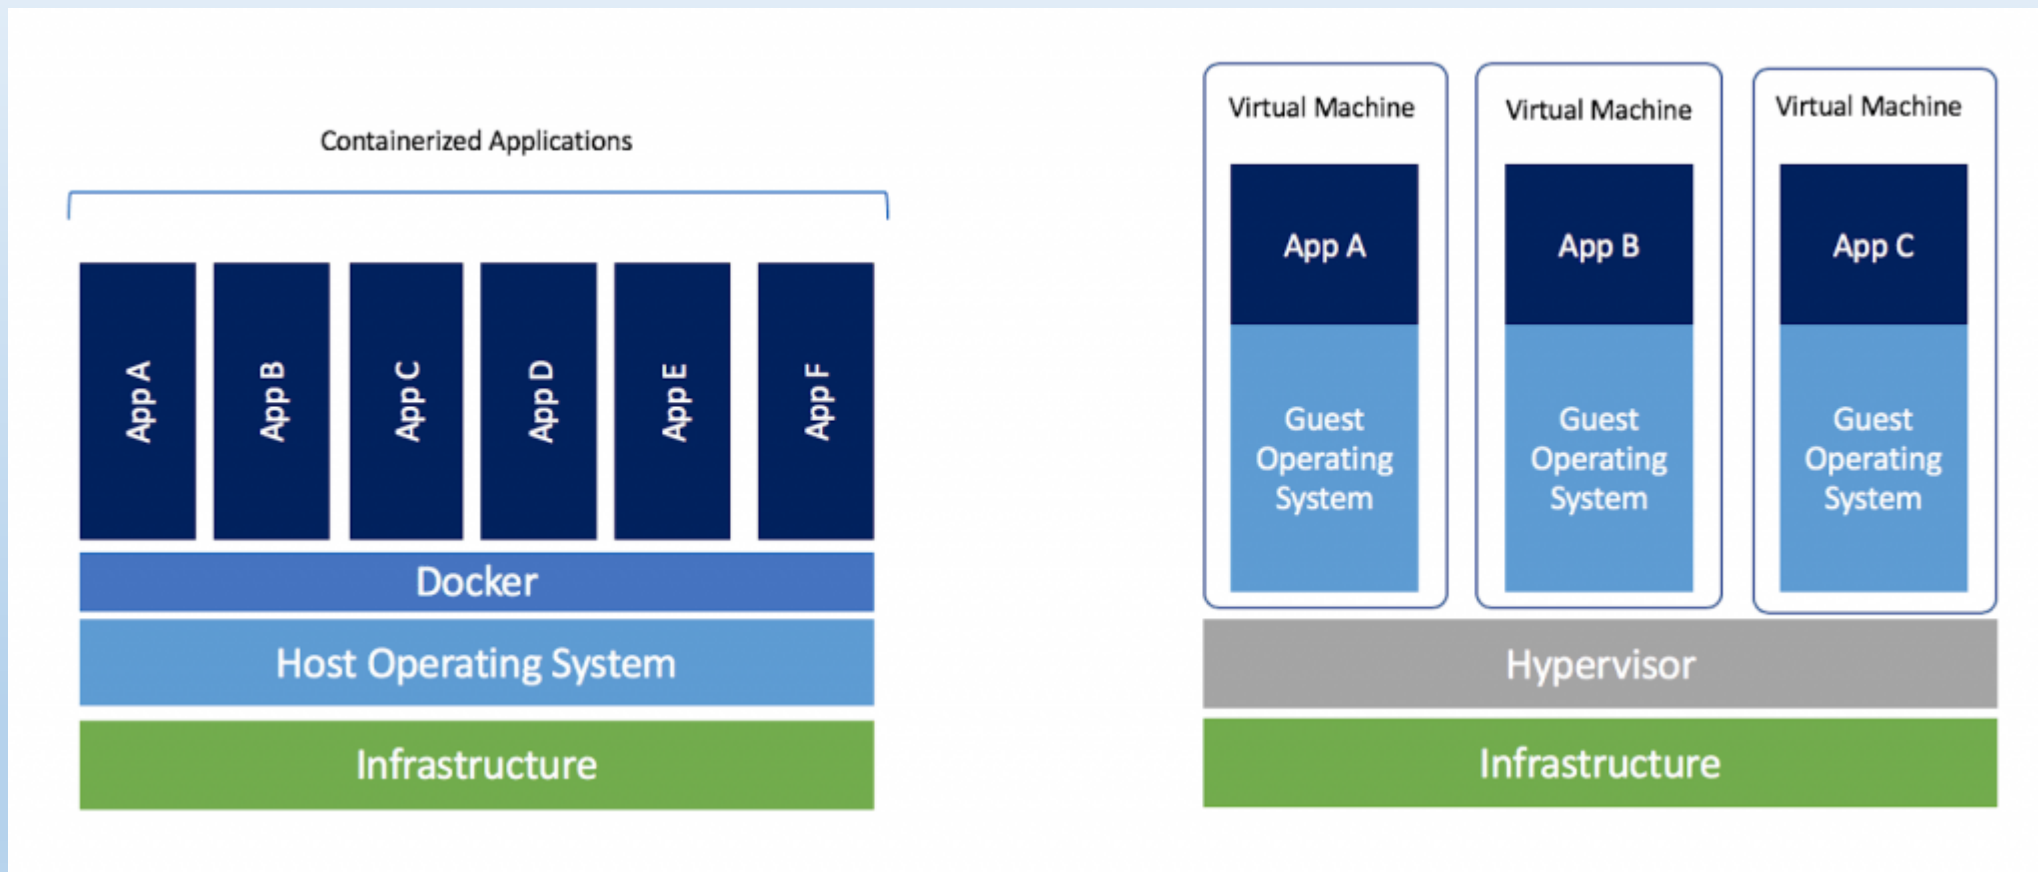 Containerized Applications
App A
App B
App C
App D
App E
App F
Docker
Host Operating System
Infrastructure
Virtual Machine
App A
Guest
Operating
System
Virtual Machine
App B
Guest
Operating
System
Virtual Machine
App C
Guest
Operating
System
Hypervisor
Infrastructure